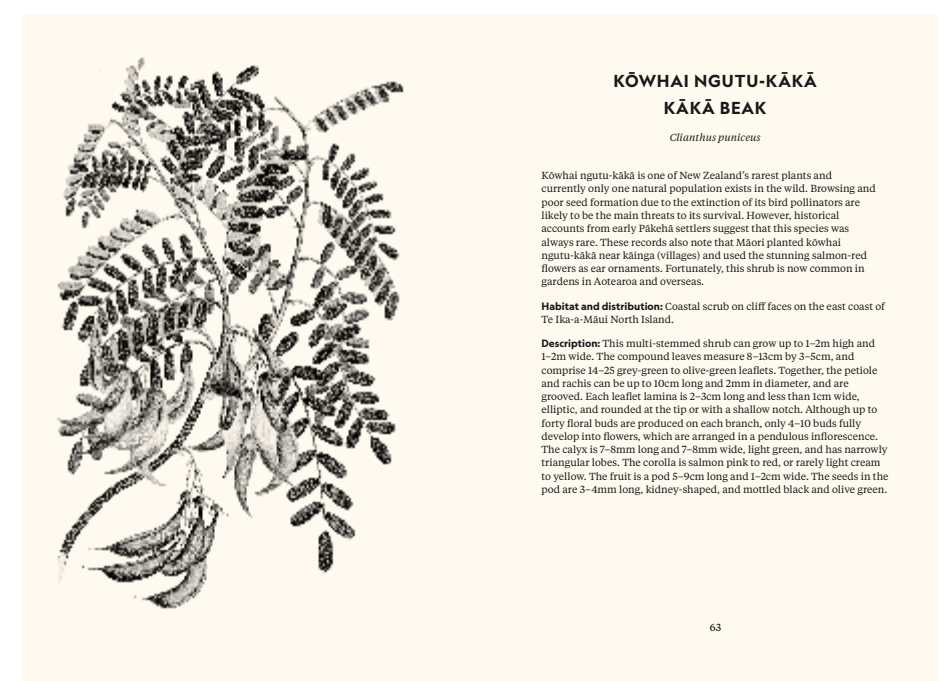 KŌWHAI NGUTU-KĀKĀ
KĀKĀ BEAK
Clianthus puniceus
Kōwhai ngutu-kākā is one of New Zealand’s rarest plants and
currently only one natural population exists in the wild. Browsing and
poor seed formation due to the extinction of its bird pollinators are
likely to be the main threats to its survival. However, historical
accounts from early Pākehā settlers suggest that this species was
always rare. These records also note that Māori planted kōwhai
ngutu-kākā near kāinga (villages) and used the stunning salmon-red
flowers as ear ornaments. Fortunately, this shrub is now common in
gardens in Aotearoa and overseas.
Habitat and distribution: Coastal scrub on cliff faces on the east coast of
Te Ika-a-Māui North Island.
Description: This multi-stemmed shrub can grow up to 1–2m high and
1–2m wide. The compound leaves measure 8–13cm by 3–5cm, and
comprise 14–25 grey-green to olive-green leaflets. Together, the petiole
and rachis can be up to 10cm long and 2mm in diameter, and are
grooved. Each leaflet lamina is 2–3cm long and less than 1cm wide,
elliptic, and rounded at the tip or with a shallow notch. Although up to
forty floral buds are produced on each branch, only 4–10 buds fully
develop into flowers, which are arranged in a pendulous inflorescence.
The calyx is 7–8mm long and 7–8mm wide, light green, and has narrowly
triangular lobes. The corolla is salmon pink to red, or rarely light cream
to yellow. The fruit is a pod 5–9cm long and 1–2cm wide. The seeds in the
pod are 3–4mm long, kidney-shaped, and mottled black and olive green.
63